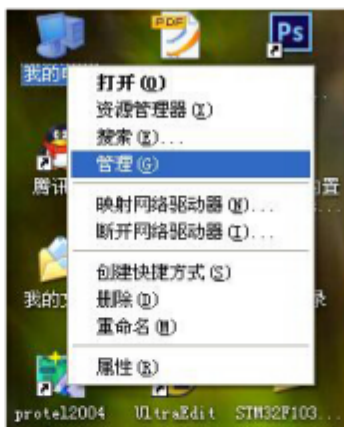 PDF
Ps
我的
打开(O)
资源管理器(X)
搜索(E)...
管理(G)
腾讯
置
映射网络驱动器(N)...
断开网络驱动器(I)...
创建快捷方式(S)
我的
删除(D)
录
重命名(M)
属性(R)
protel2004 UltraEdit STM32F103...